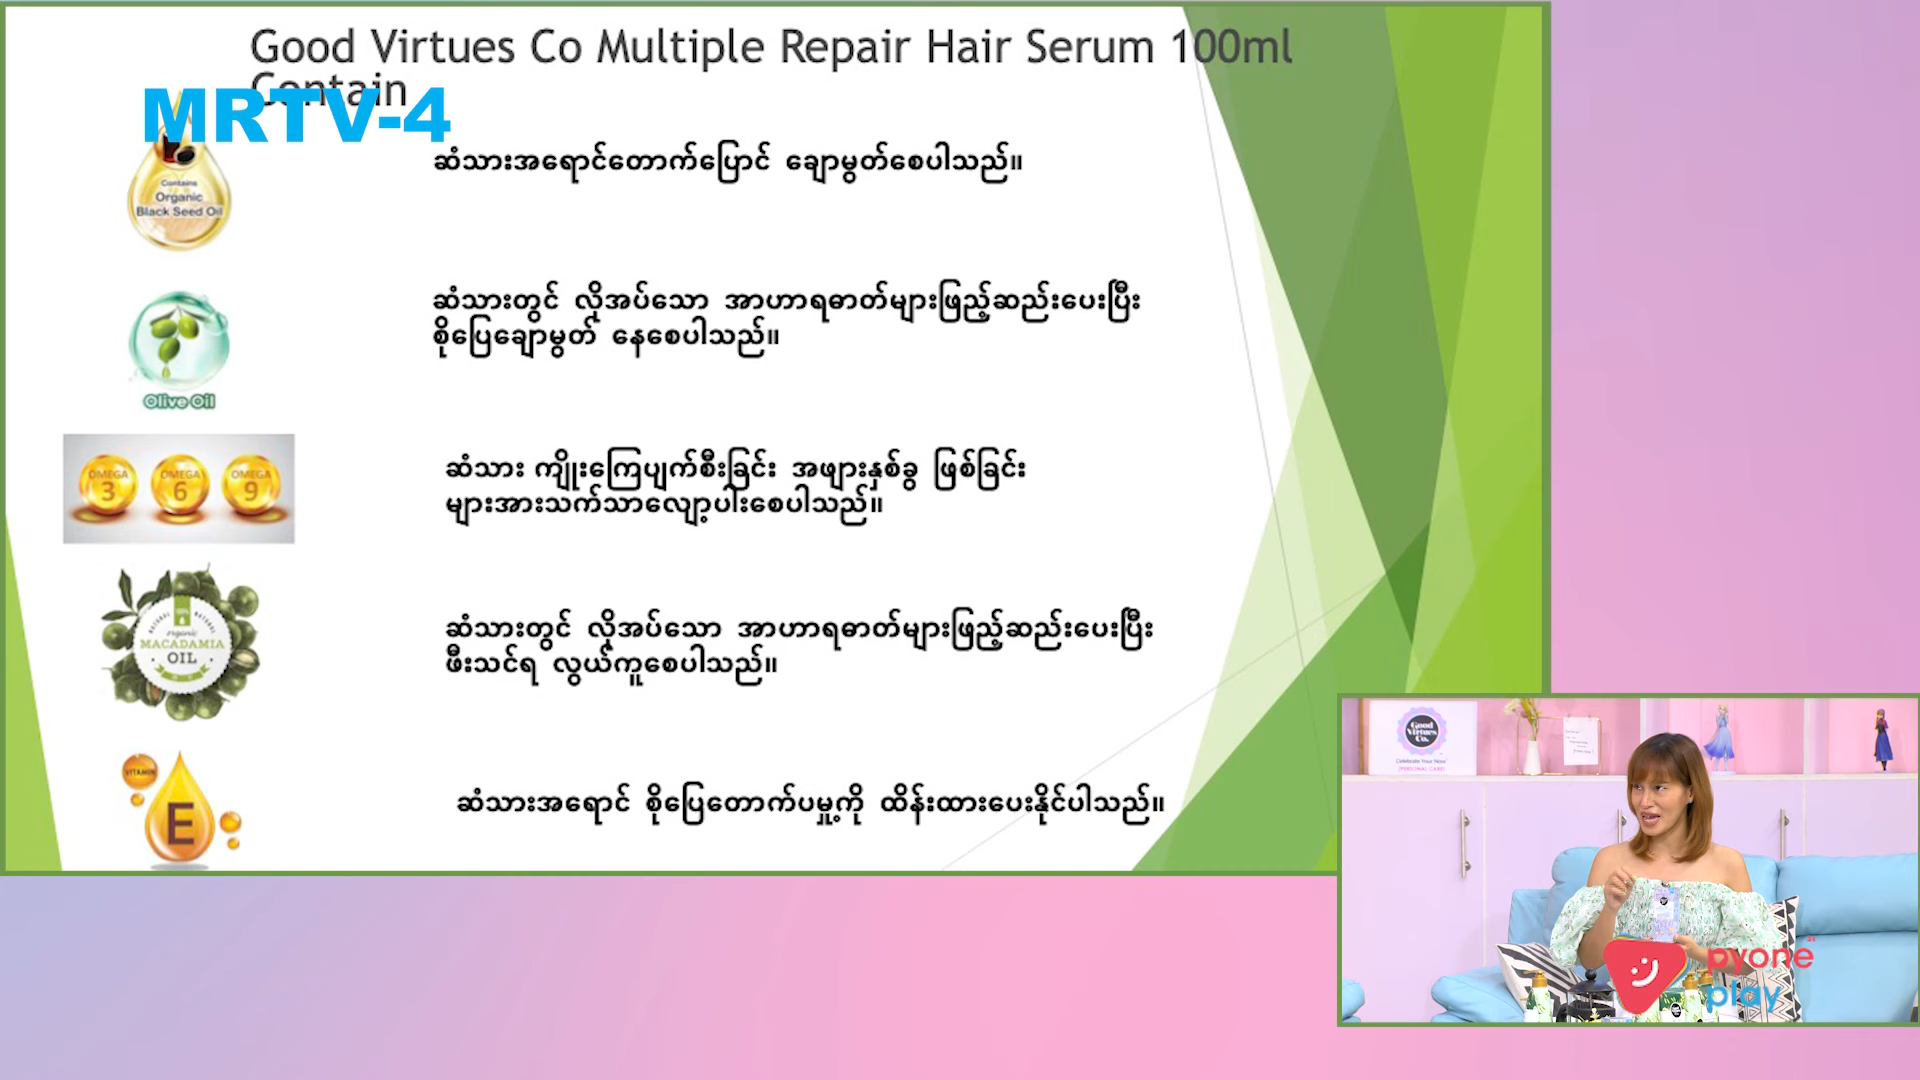 Good Virtues Co Multiple Repair Hair Serum 100ml
Contain
MRTV-4
Contains
Organic
Black Seed Oil
ဆံသားအရောင်တောက်ပြောင် ချောမွတ်စေပါသည်။
ဆံသားတွင် လိုအပ်သော အာဟာရဓာတ်များဖြည့်ဆည်းပေးပြီး
စိုပြေချောမွတ် နေစေပါသည်။
Olive Oil
OMEGA 3 OMEGA 6 OMEGA 9
ဆံသား ကျိုးကြေပျက်စီးခြင်း အဖျားနှစ်ခွ ဖြစ်ခြင်း
များအားသက်သာလျော့ပါးစေပါသည်။
organic
MACADAMIA
OIL
ဆံသားတွင် လိုအပ်သော အာဟာရဓာတ်များဖြည့်ဆည်းပေးပြီး
ဖီးသင်ရ လွယ်ကူစေပါသည်။
VITAMIN
E
ဆံသားအရောင် စိုပြေတောက်ပမှု့ကို ထိန်းထားပေးနိုင်ပါသည်။
Good
Virtues
Co.
Celebrate Your New
(PERSONAL CARE)
pyone
play